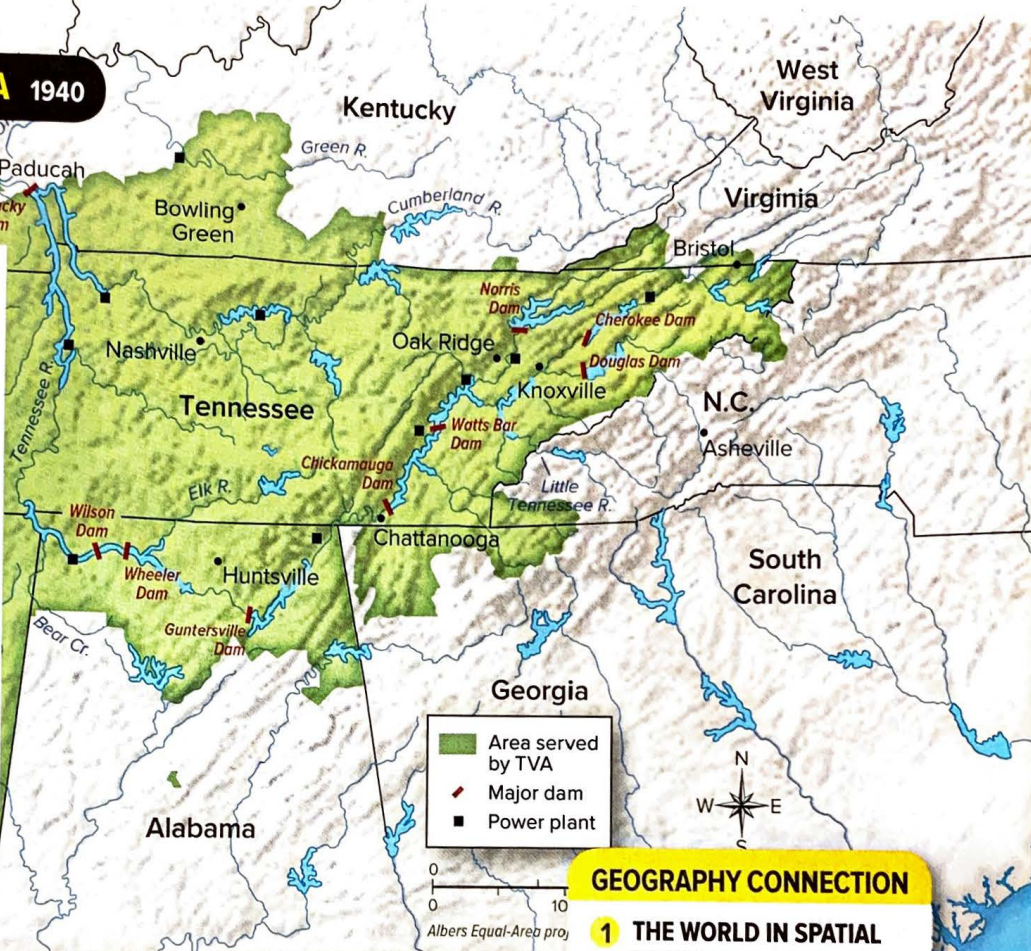 A 1940
West
Virginia
Kentucky
Green R.
Paducah
Cumberland R.
Virginia
Bowling
Green
Bristol
Norris
Dam
Cherokee Dam
Oak Ridge
Nashville
Douglas Dam
Knoxville
Tennessee R.
Tennessee
N.C.
Watts Bar
Dam
Asheville
Chickamauga
Dam
Elk R.
Little
Tennessee R.
Wilson
Dam
Chattanooga
South
Carolina
Wheeler
Dam
Huntsville
Guntersville
Dam
Bear Cr.
Georgia
Area served
by TVA
Major dam
Power plant
N
W E
S
Alabama
0
0 10
Albers Equal-Area proj
GEOGRAPHY CONNECTION
1 THE WORLD IN SPATIAL